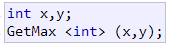 int x,y;
GetMax <int> (x,y);